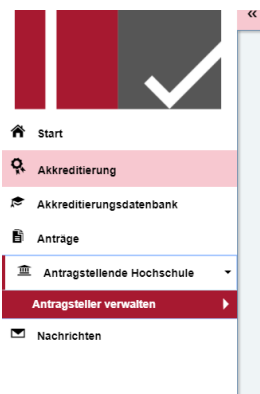 «
Start
Akkreditierung
Akkreditierungsdatenbank
Anträge
Antragstellende Hochschule
Antragsteller verwalten
Nachrichten